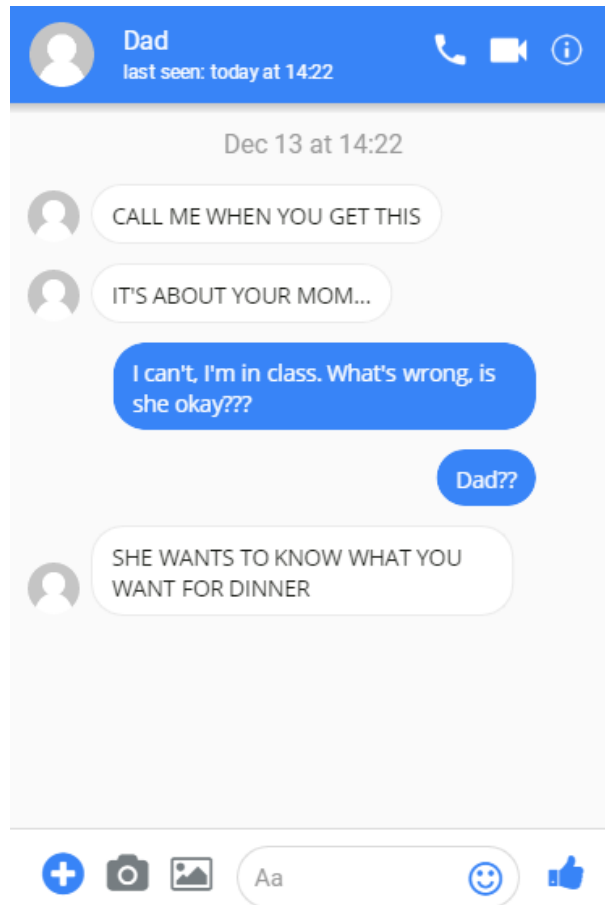 Dad
last seen: today at 14:22
Dec 13 at 14:22
CALL ME WHEN YOU GET THIS
IT'S ABOUT YOUR MOM...
I can't, I'm in class. What's wrong, is
she okay???
Dad??
SHE WANTS TO KNOW WHAT YOU
WANT FOR DINNER
Aa